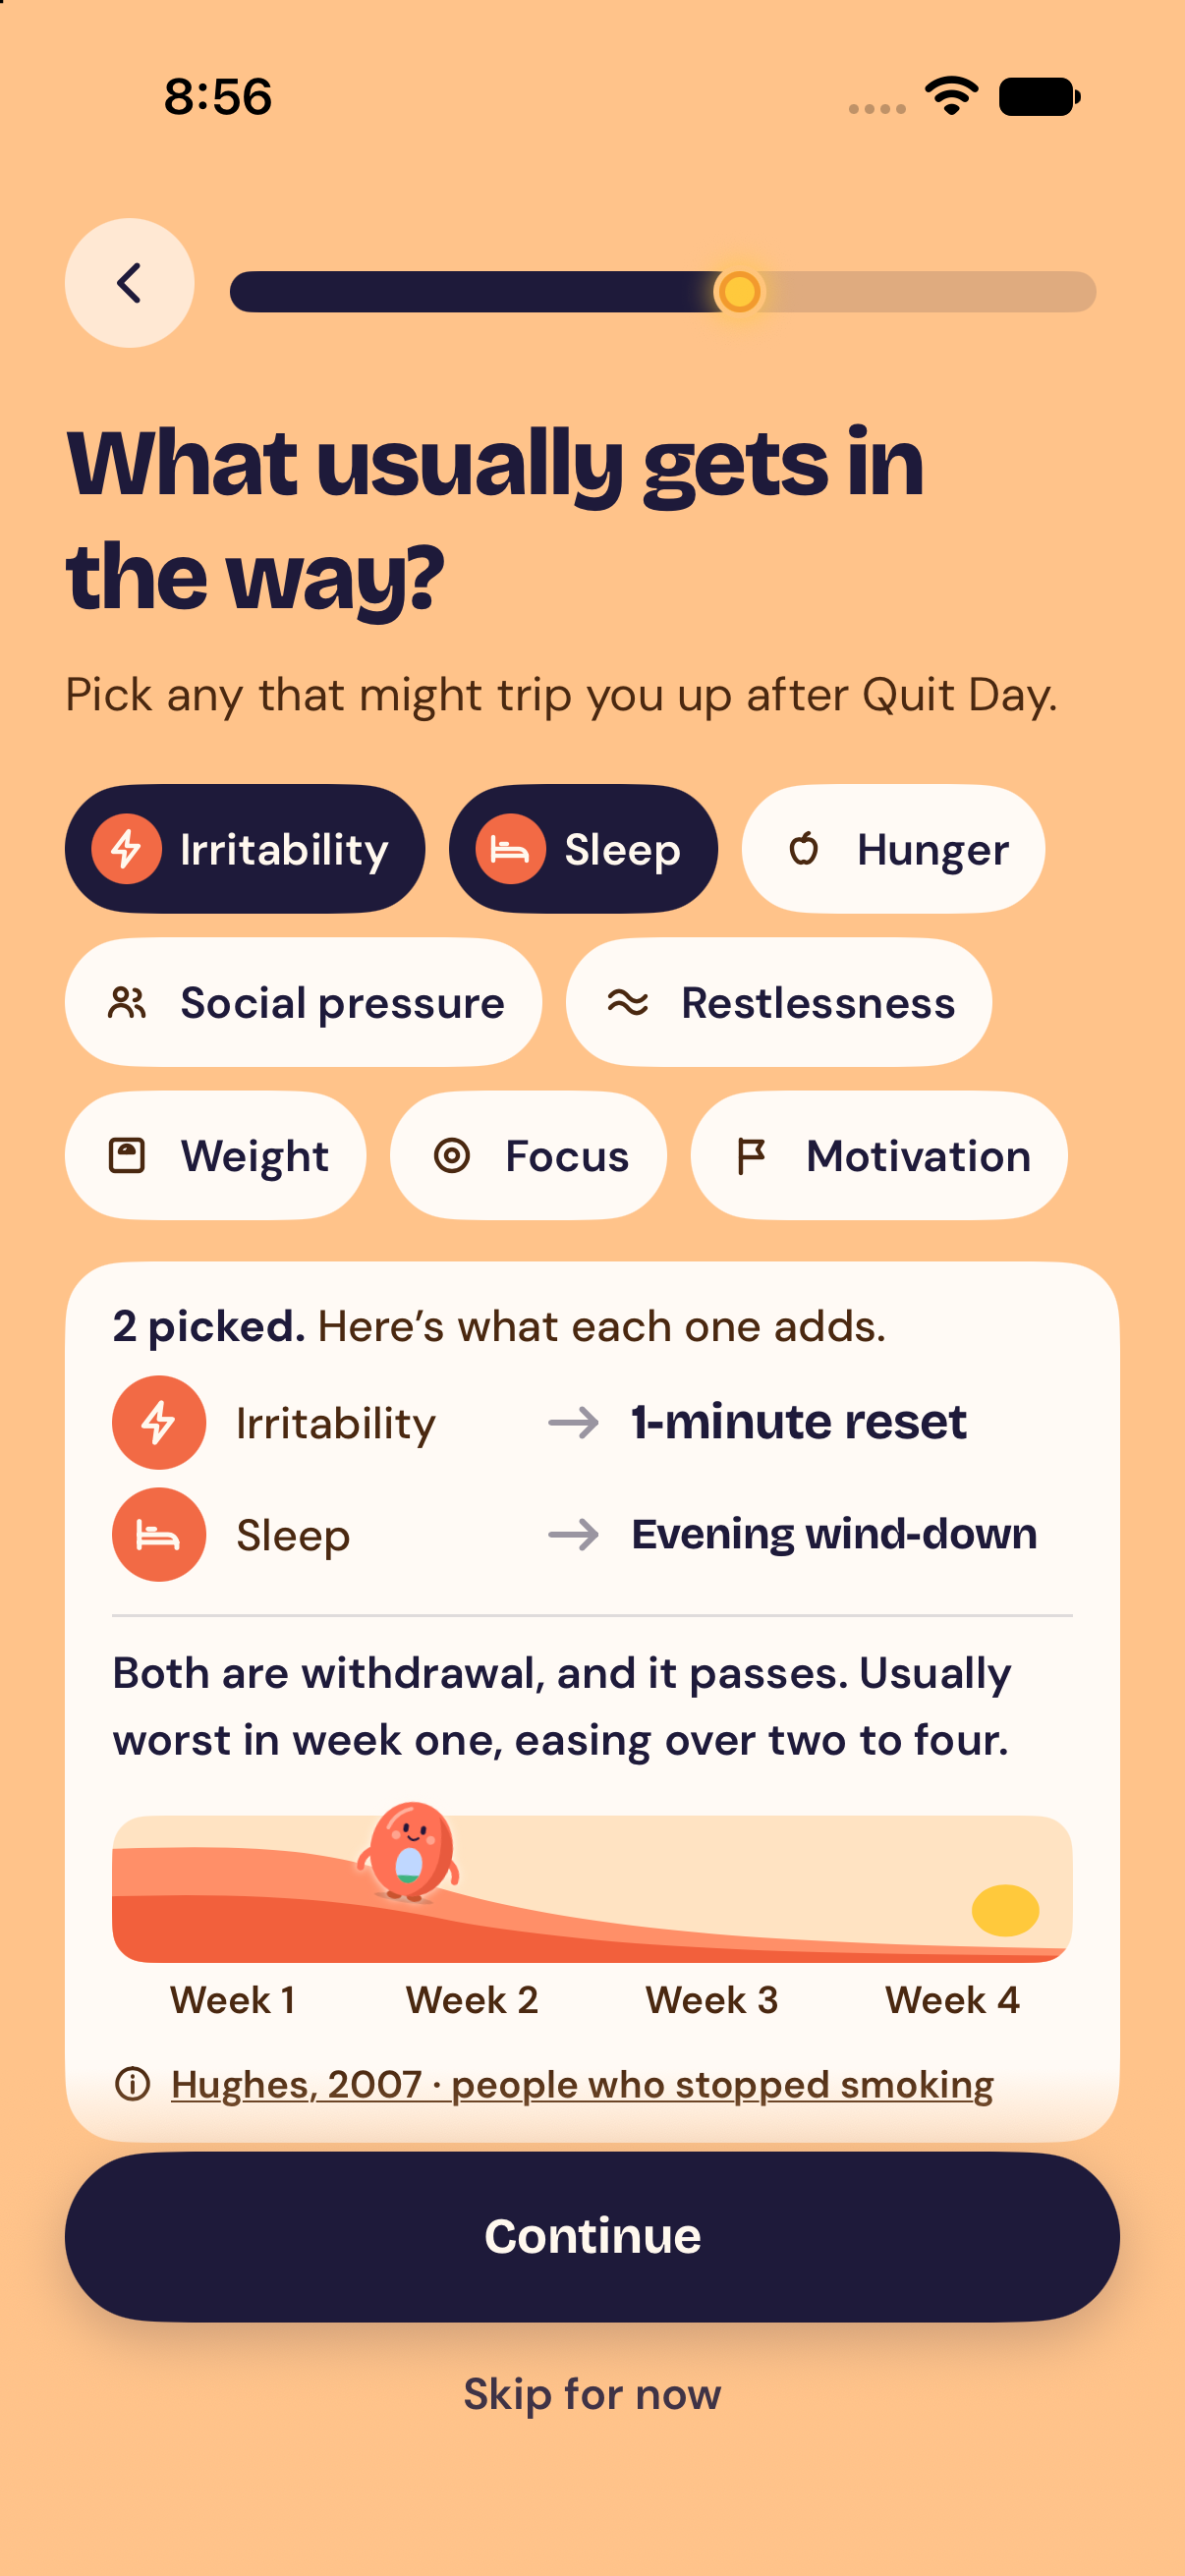 8:56
What usually gets in
the way?
Pick any that might trip you up after Quit Day.
Irritability Sleep Hunger
Social pressure Restlessness
Weight Focus Motivation
2 picked. Here’s what each one adds.
Irritability → 1-minute reset
Sleep → Evening wind-down
Both are withdrawal, and it passes. Usually
worst in week one, easing over two to four.
Week 1 Week 2 Week 3 Week 4
Hughes, 2007 · people who stopped smoking
Continue
Skip for now